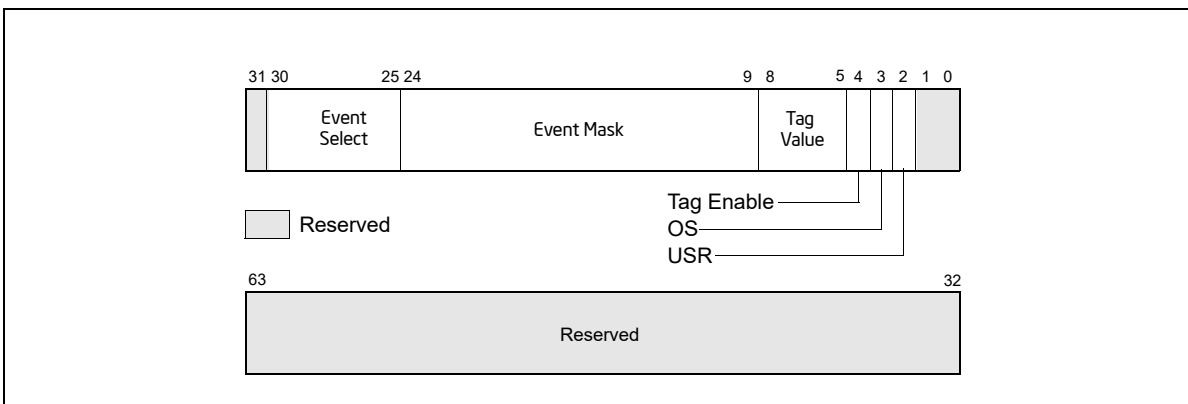 31 30 25 24 9 8 5 4 3 2 1 0
Event
Select
Event Mask
Tag
Value
Tag Enable
OS
USR
Reserved
63 32
Reserved